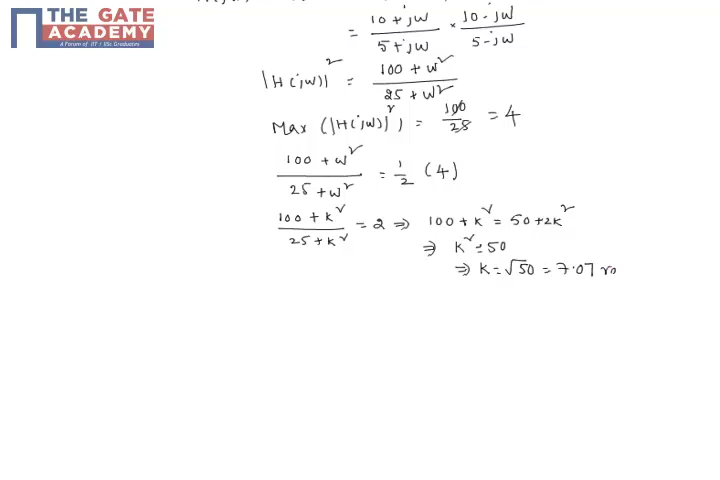 THE GATE
ACADEMY
A Forum of IIT / IISc Graduates
= 10 + jw / 5 + jw × 10 - jw / 5 - jw
|H(jw)|² = 100 + w² / 25 + w²
Max (|H(jw)|²) = 100 / 25 = 4
100 + w² / 25 + w² = 1/2 (4)
100 + k² / 25 + k² = 2 ⇒ 100 + k² = 50 + 2k²
⇒ k² = 50
⇒ k = √50 = 7.07 ra